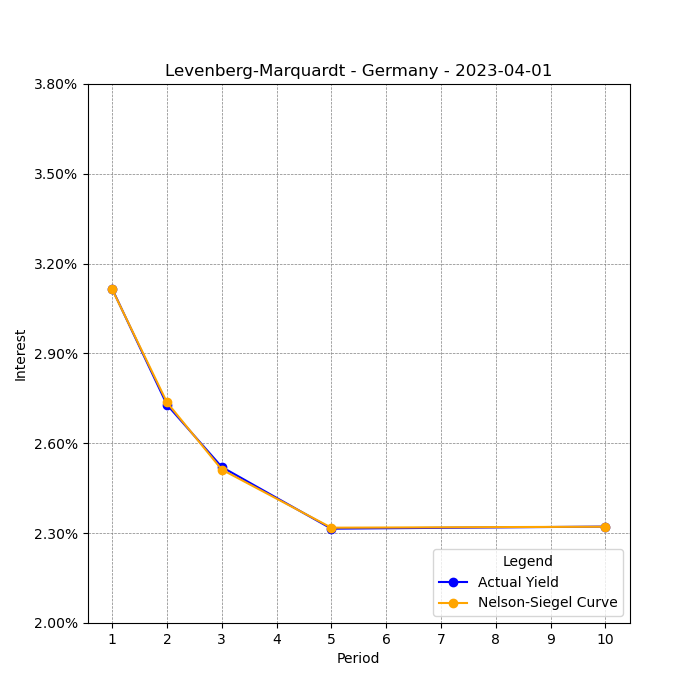 Levenberg-Marquardt - Germany - 2023-04-01
3.80%
3.50%
3.20%
2.90%
2.60%
2.30%
2.00%
Interest
1 2 3 4 5 6 7 8 9 10
Period
Legend
Actual Yield
Nelson-Siegel Curve